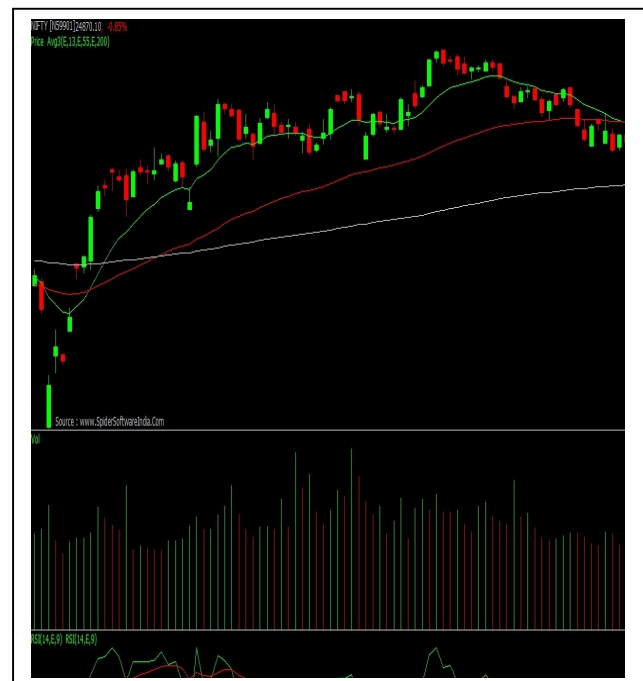 NIFTY [N59901]24870.10, -0.85%
Price Avg3(E,13,E,55,E,200)
Source : www.SpiderSoftwareIndia.Com
Vol
RSI(14,E,9) RSI(14,E,9)